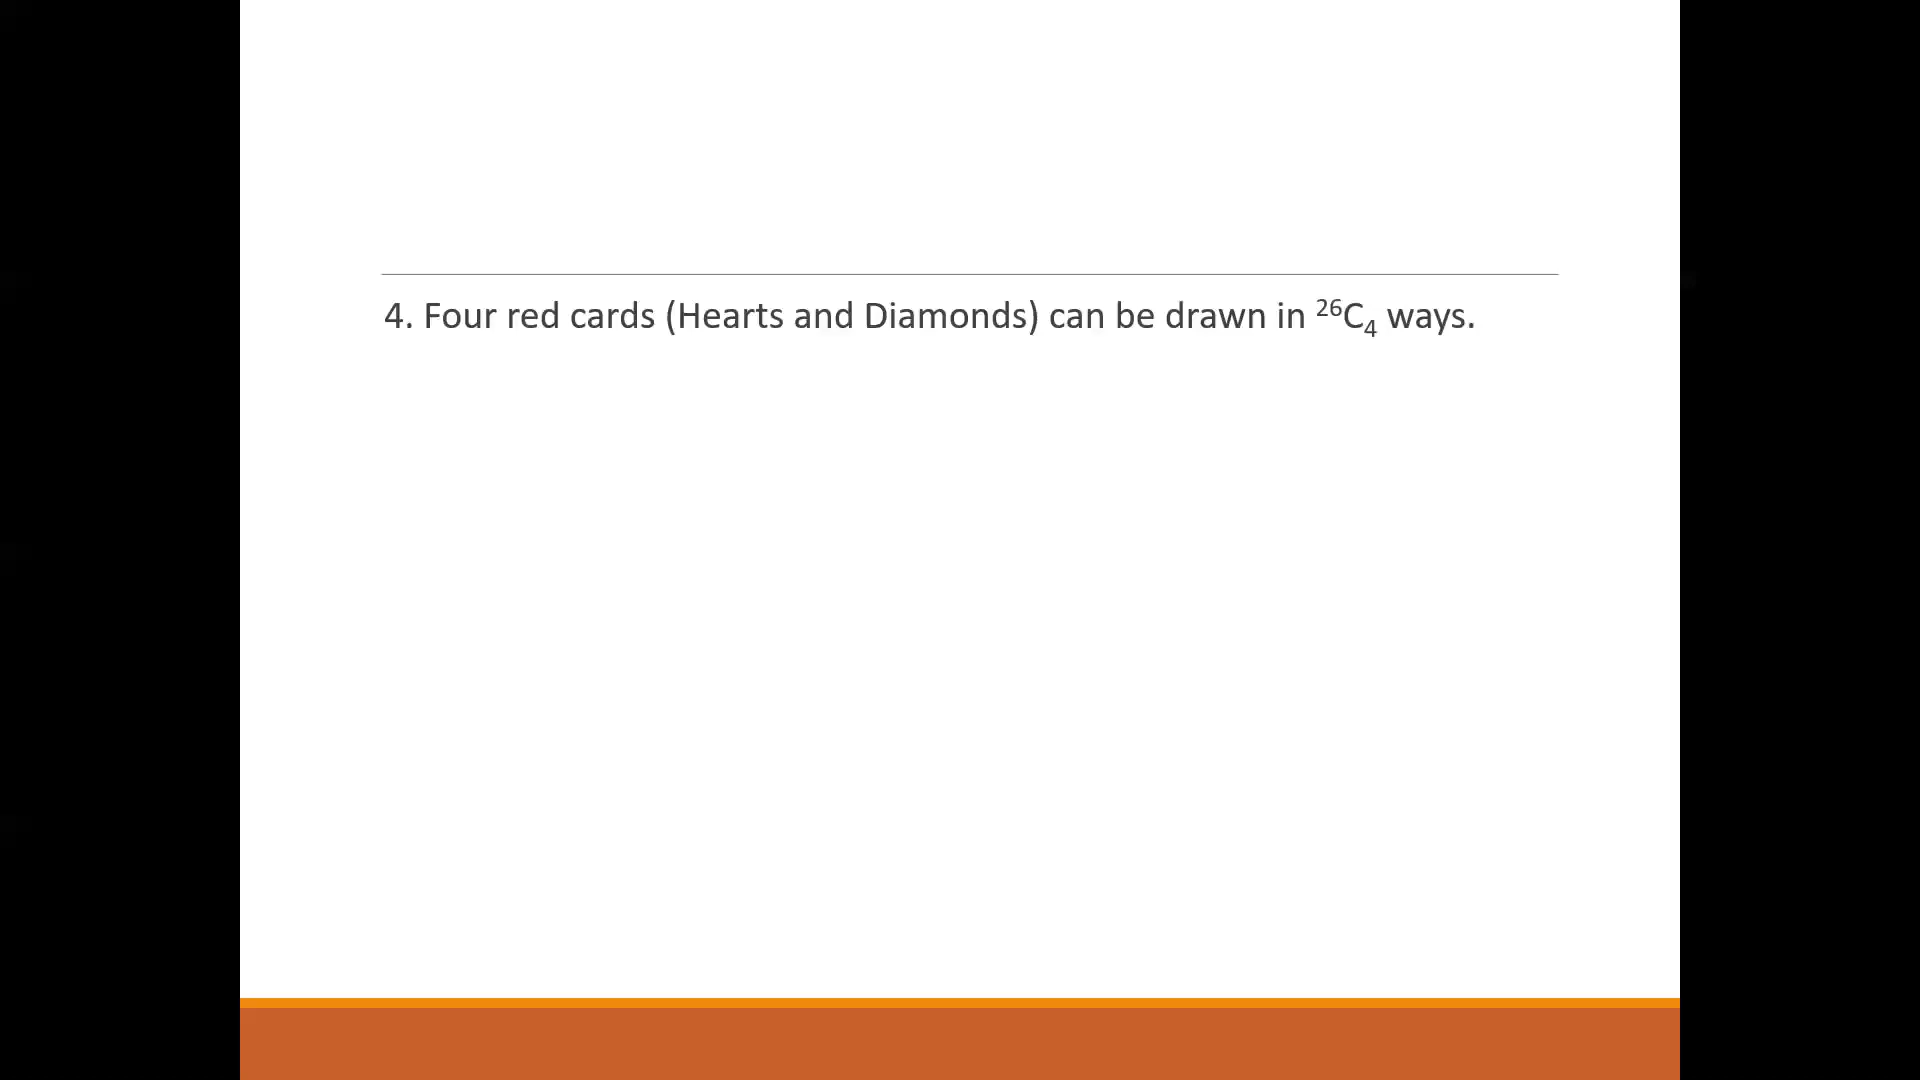 4. Four red cards (Hearts and Diamonds) can be drawn in ²⁶C₄ ways.